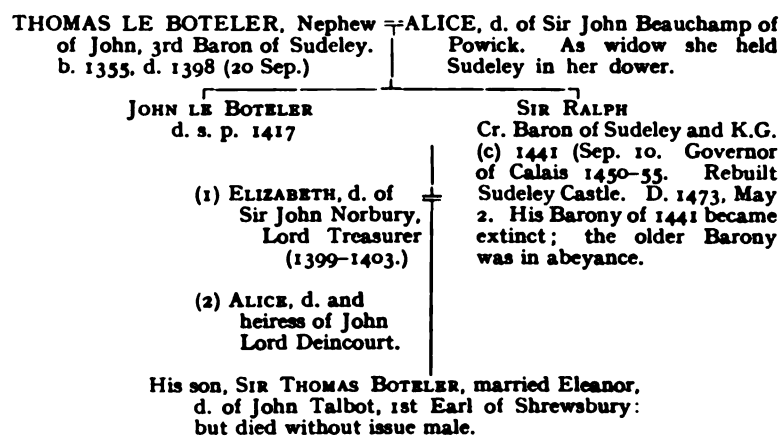 THOMAS LE BOTELER, Nephew
of John, 3rd Baron of Sudeley.
b. 1355, d. 1398 (20 Sep.)
ALICE, d. of Sir John Beauchamp of
Powick. As widow she held
Sudeley in her dower.
JOHN LE BOTELER
d. s. p. 1417
SIR RALPH
Cr. Baron of Sudeley and K.G.
(c) 1441 (Sep. 10. Governor
of Calais 1450-55. Rebuilt
Sudeley Castle. D. 1473, May
2. His Barony of 1441 became
extinct; the older Barony
was in abeyance.
(1) ELIZABETH, d. of
Sir John Norbury,
Lord Treasurer
(1399-1403.)
(2) ALICE, d. and
heiress of John
Lord Deincourt.
His son, SIR THOMAS BOTELER, married Eleanor,
d. of John Talbot, 1st Earl of Shrewsbury:
but died without issue male.